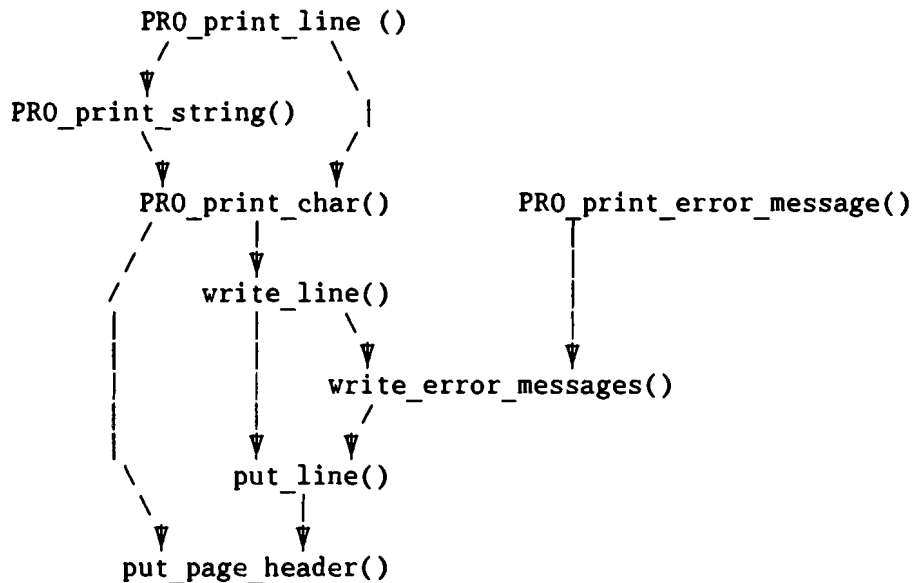 PRO_print_line ()
PRO_print_string()
PRO_print_char()
PRO_print_error_message()
write_line()
write_error_messages()
put_line()
put_page_header()